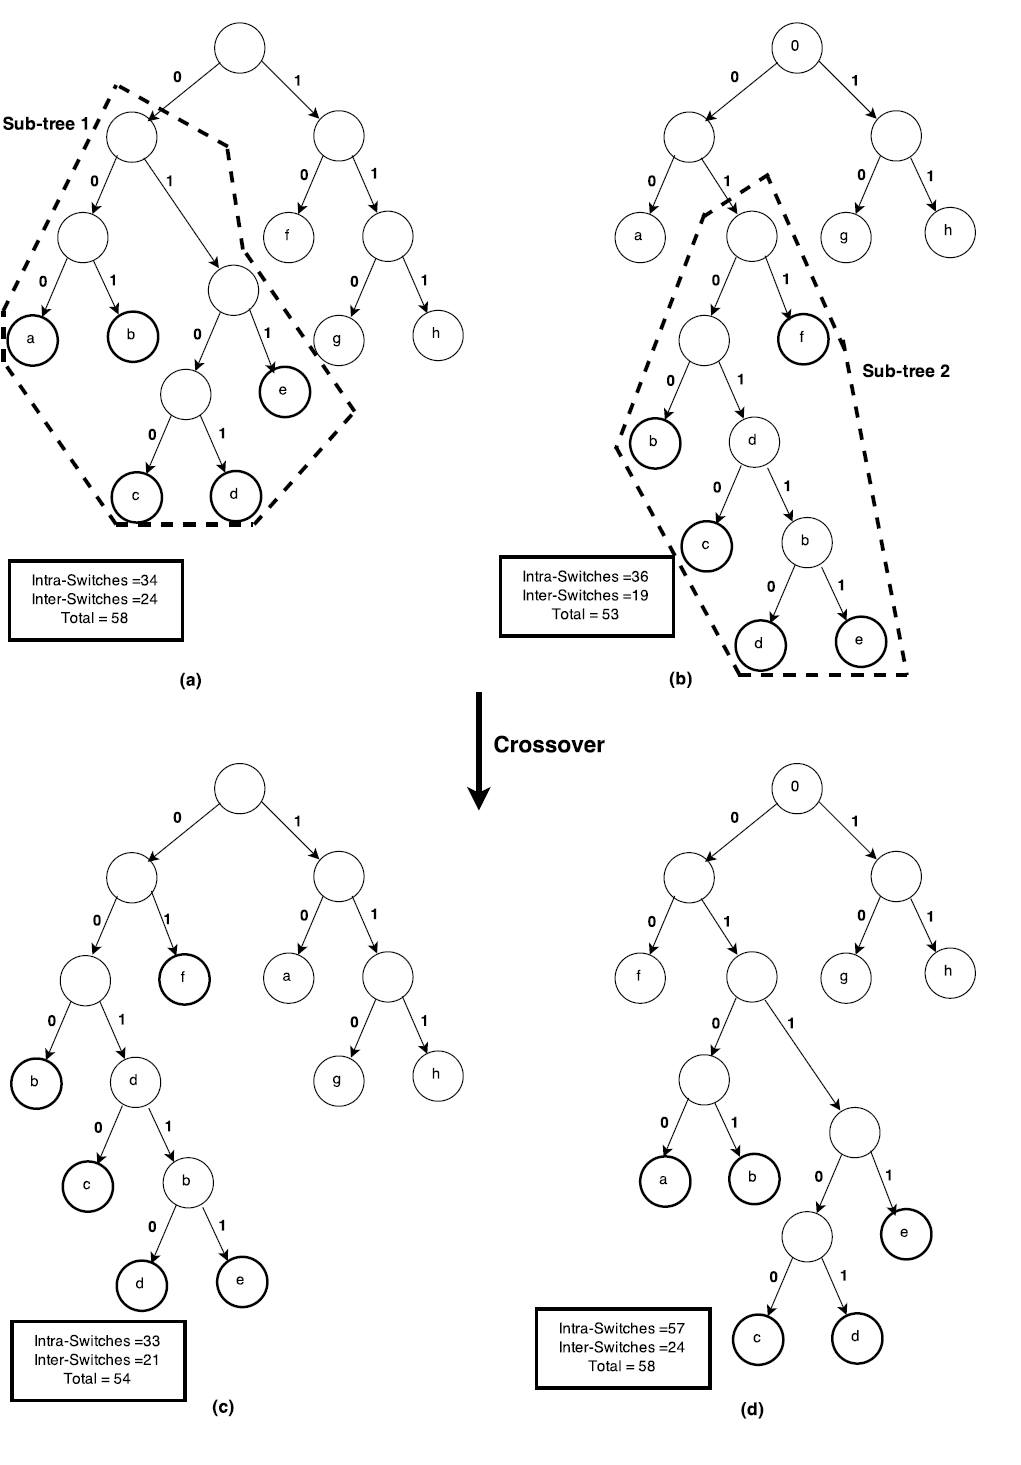 0
0
1
0
1
Sub-tree 1
0
1
0
1
0
1
0
1
f
a
g
h
0
1
0
1
0
1
0
1
a
b
g
h
0
1
f
e
Sub-tree 2
0
1
0
1
b
d
c
d
0
1
c
b
Intra-Switches =34
Inter-Switches =24
Total = 58
Intra-Switches =36
Inter-Switches =19
Total = 53
0
1
d
e
(a)
(b)
Crossover
0
0
1
0
1
0
1
0
1
0
1
0
1
f
a
f
g
h
0
1
0
1
0
1
b
d
g
h
0
1
0
1
c
b
a
b
0
1
0
1
e
d
e
0
1
c
d
Intra-Switches =33
Inter-Switches =21
Total = 54
Intra-Switches =57
Inter-Switches =24
Total = 58
(c)
(d)